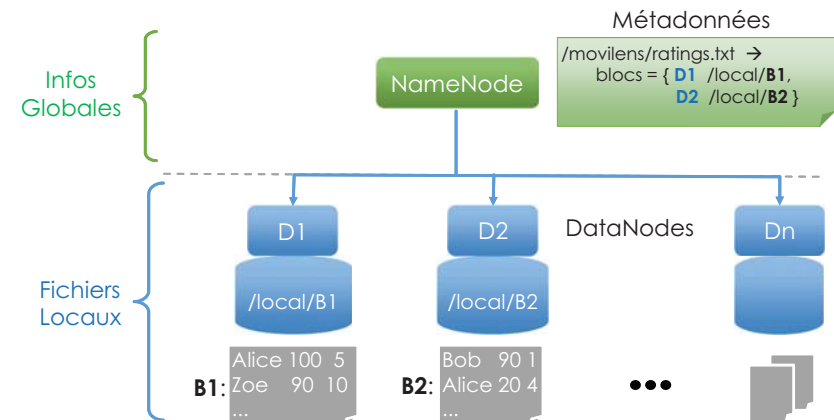 Métadonnées
/movilens/ratings.txt →
blocs = { D1 /local/B1,
D2 /local/B2 }
Infos
Globales
NameNode
D1
D2
DataNodes
Dn
Fichiers
Locaux
/local/B1
/local/B2
B1:
Alice 100 5
Zoe 90 10
...
B2:
Bob 90 1
Alice 20 4
...
•••